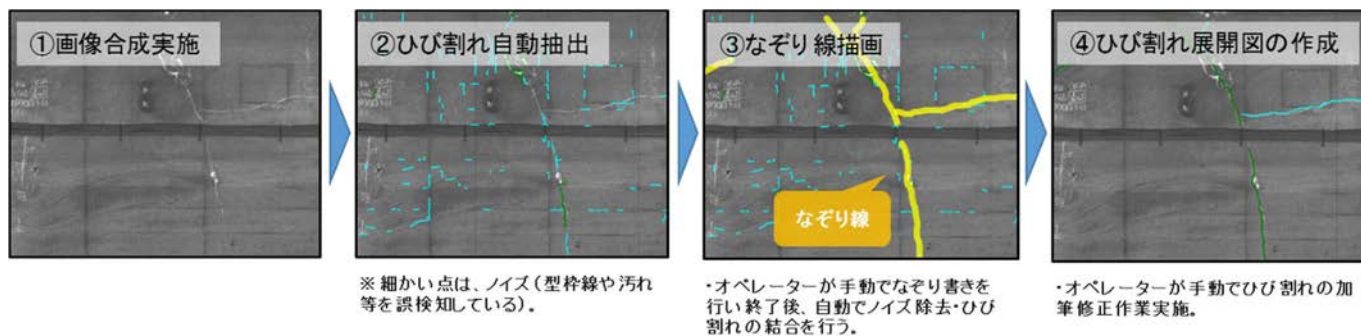 ①画像合成実施
②ひび割れ自動抽出
③なぞり線描画
④ひび割れ展開図の作成
なぞり線
※細かい点は、ノイズ(型枠線や汚れ
等を誤検知している)。
・オペレーターが手動でなぞり書きを
行い終了後、自動でノイズ除去・ひび
割れの結合を行う。
・オペレーターが手動でひび割れの加
筆修正作業実施。